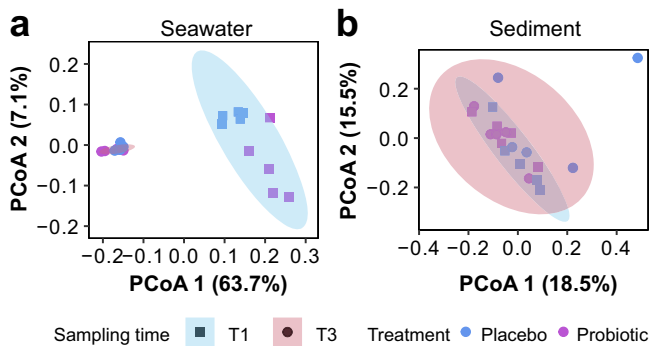 a Seawater
0.2
0.1
0.0
−0.1
−0.2
PCoA 2 (7.1%)
−0.2 −0.1 0.0 0.1 0.2 0.3
PCoA 1 (63.7%)
b Sediment
0.2
0.0
−0.2
PCoA 2 (15.5%)
−0.4 −0.2 0.0 0.2 0.4
PCoA 1 (18.5%)
Sampling time T1 T3 Treatment Placebo Probiotic